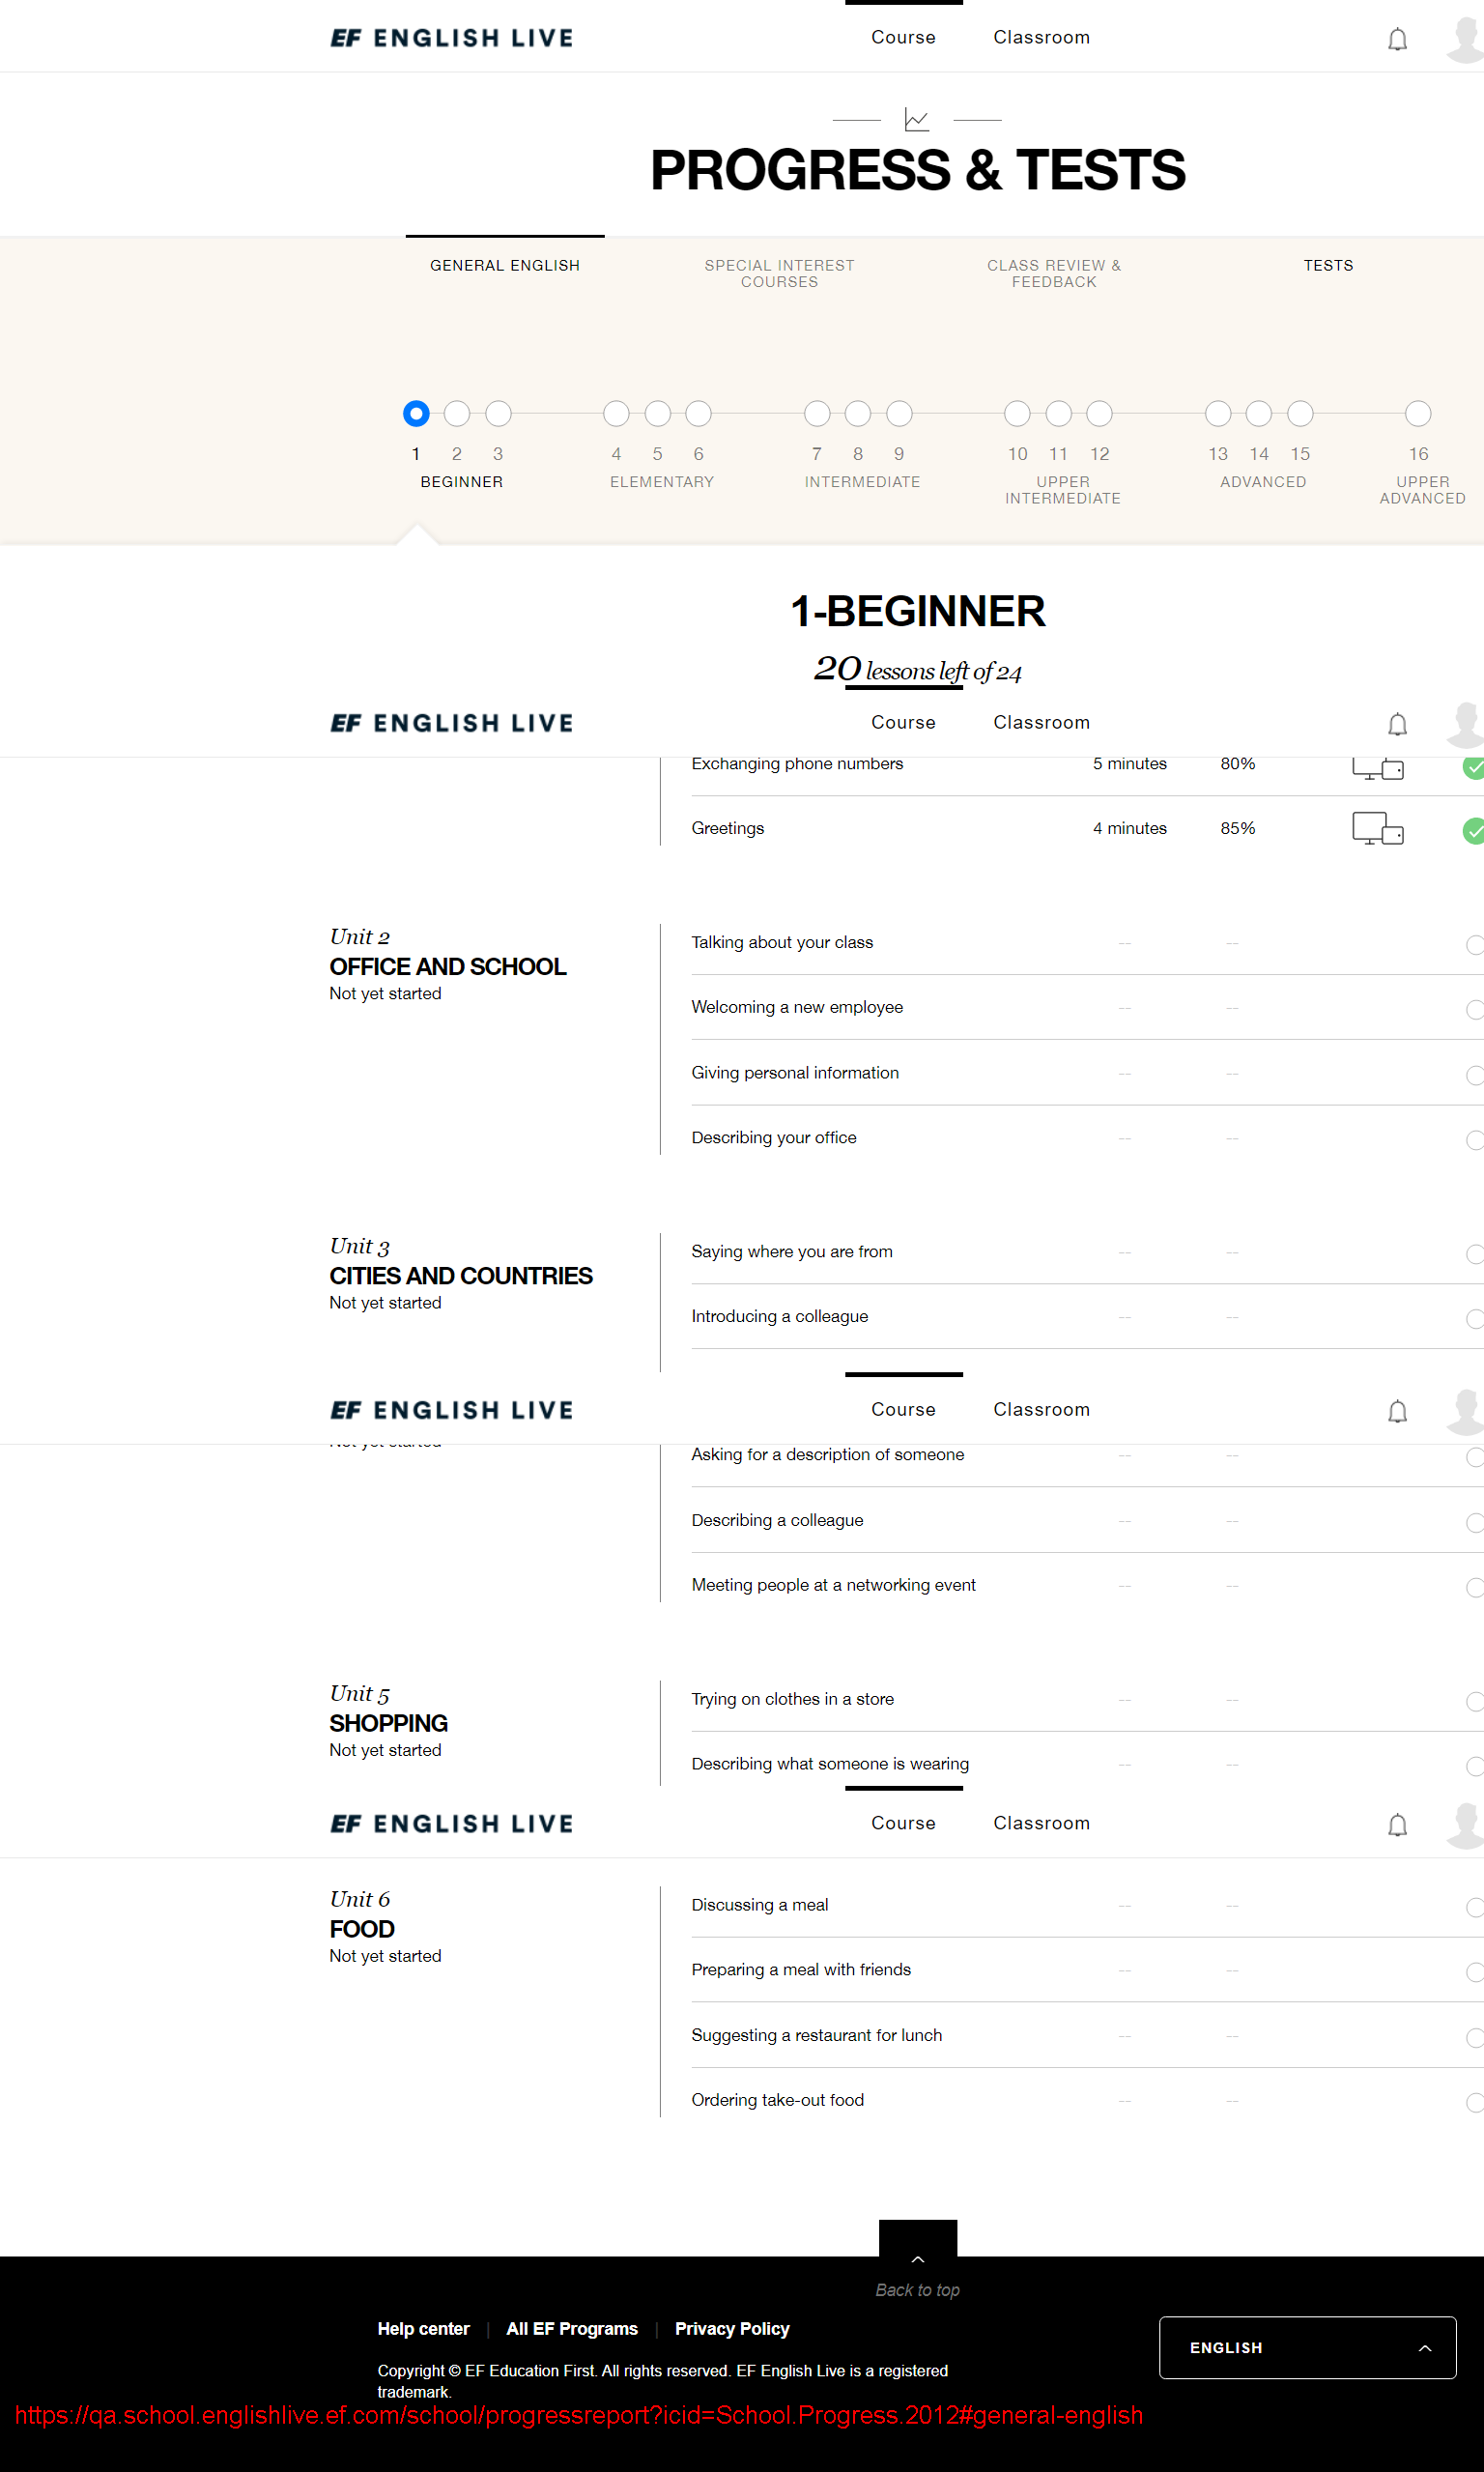 EF ENGLISH LIVE
Course Classroom
PROGRESS & TESTS
GENERAL ENGLISH
SPECIAL INTEREST
COURSES
CLASS REVIEW &
FEEDBACK
TESTS
1 2 3 4 5 6 7 8 9 10 11 12 13 14 15 16
BEGINNER
ELEMENTARY
INTERMEDIATE
UPPER
INTERMEDIATE
ADVANCED
UPPER
ADVANCED
1-BEGINNER
20 lessons left of 24
EF ENGLISH LIVE
Course Classroom
Exchanging phone numbers 5 minutes 80%
Greetings 4 minutes 85%
Unit 2
OFFICE AND SCHOOL
Not yet started
Talking about your class -- --
Welcoming a new employee -- --
Giving personal information -- --
Describing your office -- --
Unit 3
CITIES AND COUNTRIES
Not yet started
Saying where you are from -- --
Introducing a colleague -- --
EF ENGLISH LIVE
Course Classroom
Asking for a description of someone -- --
Describing a colleague -- --
Meeting people at a networking event -- --
Unit 5
SHOPPING
Not yet started
Trying on clothes in a store -- --
Describing what someone is wearing -- --
EF ENGLISH LIVE
Course Classroom
Unit 6
FOOD
Not yet started
Discussing a meal -- --
Preparing a meal with friends -- --
Suggesting a restaurant for lunch -- --
Ordering take-out food -- --
Back to top
Help center | All EF Programs | Privacy Policy
ENGLISH
Copyright © EF Education First. All rights reserved. EF English Live is a registered
trademark.
https://qa.school.englishlive.ef.com/school/progressreport?icid=School.Progress.2012#general-english